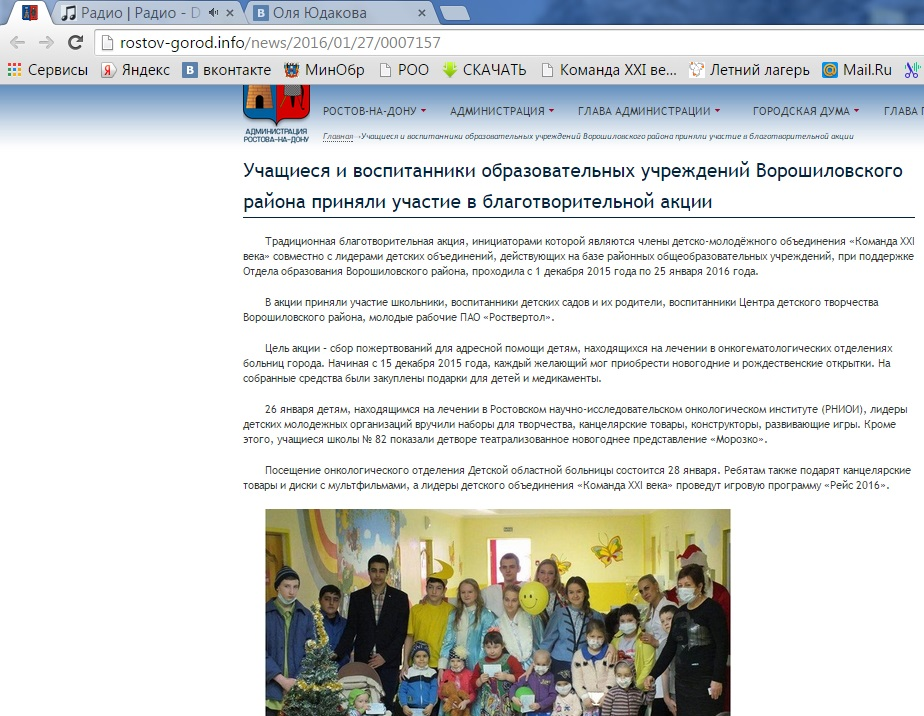 Радио | Радио - D
Оля Юдакова
rostov-gorod.info/news/2016/01/27/0007157
Сервисы Яндекс вконтакте МинОбр РОО СКАЧАТЬ Команда XXI ве... Летний лагерь Mail.Ru
АДМИНИСТРАЦИЯ
РОСТОВА-НА-ДОНУ
РОСТОВ-НА-ДОНУ АДМИНИСТРАЦИЯ ГЛАВА АДМИНИСТРАЦИИ ГОРОДСКАЯ ДУМА ГЛАВА Г
Главная→Учащиеся и воспитанники образовательных учреждений Ворошиловского района приняли участие в благотворительной акции
Учащиеся и воспитанники образовательных учреждений Ворошиловского
района приняли участие в благотворительной акции
Традиционная благотворительная акция, инициаторами которой являются члены детско-молодёжного объединения «Команда XXI
века» совместно с лидерами детских объединений, действующих на базе районных общеобразовательных учреждений, при поддержке
Отдела образования Ворошиловского района, проходила с 1 декабря 2015 года по 25 января 2016 года.
В акции приняли участие школьники, воспитанники детских садов и их родители, воспитанники Центра детского творчества
Ворошиловского района, молодые рабочие ПАО «Роствертол».
Цель акции – сбор пожертвований для адресной помощи детям, находящихся на лечении в онкогематологических отделениях
больниц города. Начиная с 15 декабря 2015 года, каждый желающий мог приобрести новогодние и рождественские открытки. На
собранные средства были закуплены подарки для детей и медикаменты.
26 января детям, находящимся на лечении в Ростовском научно-исследовательском онкологическом институте (РНИОИ), лидеры
детских молодежных организаций вручили наборы для творчества, канцелярские товары, конструкторы, развивающие игры. Кроме
этого, учащиеся школы № 82 показали детворе театрализованное новогоднее представление «Морозко».
Посещение онкологического отделения Детской областной больницы состоится 28 января. Ребятам также подарят канцелярские
товары и диски с мультфильмами, а лидеры детского объединения «Команда XXI века» проведут игровую программу «Рейс 2016».